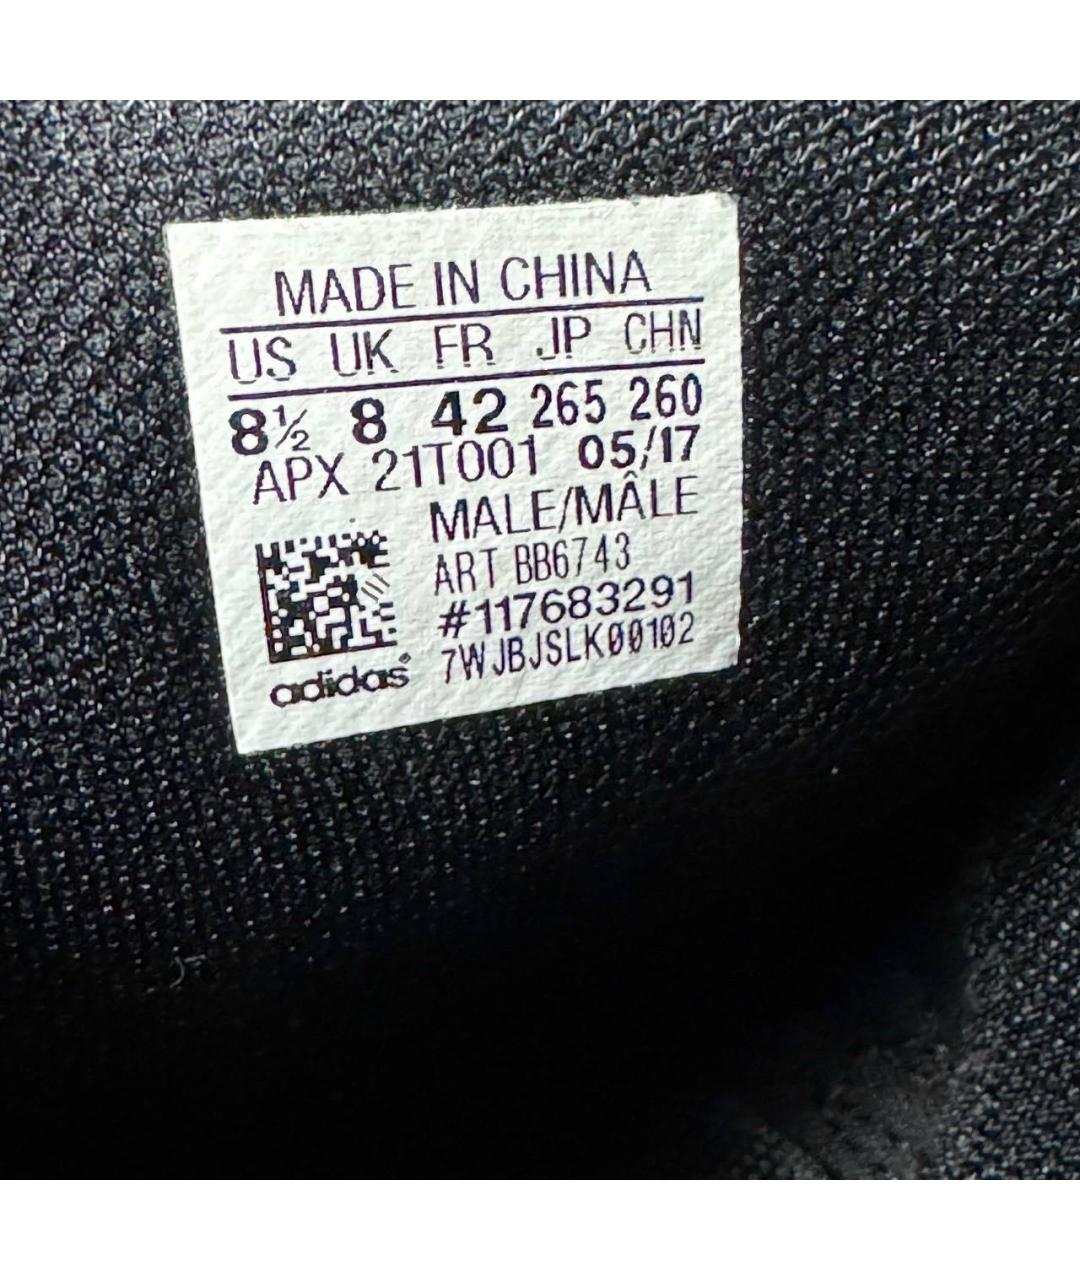 MADE IN CHINA
US UK FR JP CHN
8½ 8 42 265 260
APX 21T001 05/17
MALE/MÂLE
ART BB6743
#117683291
7WJBJSLK00102
adidas®